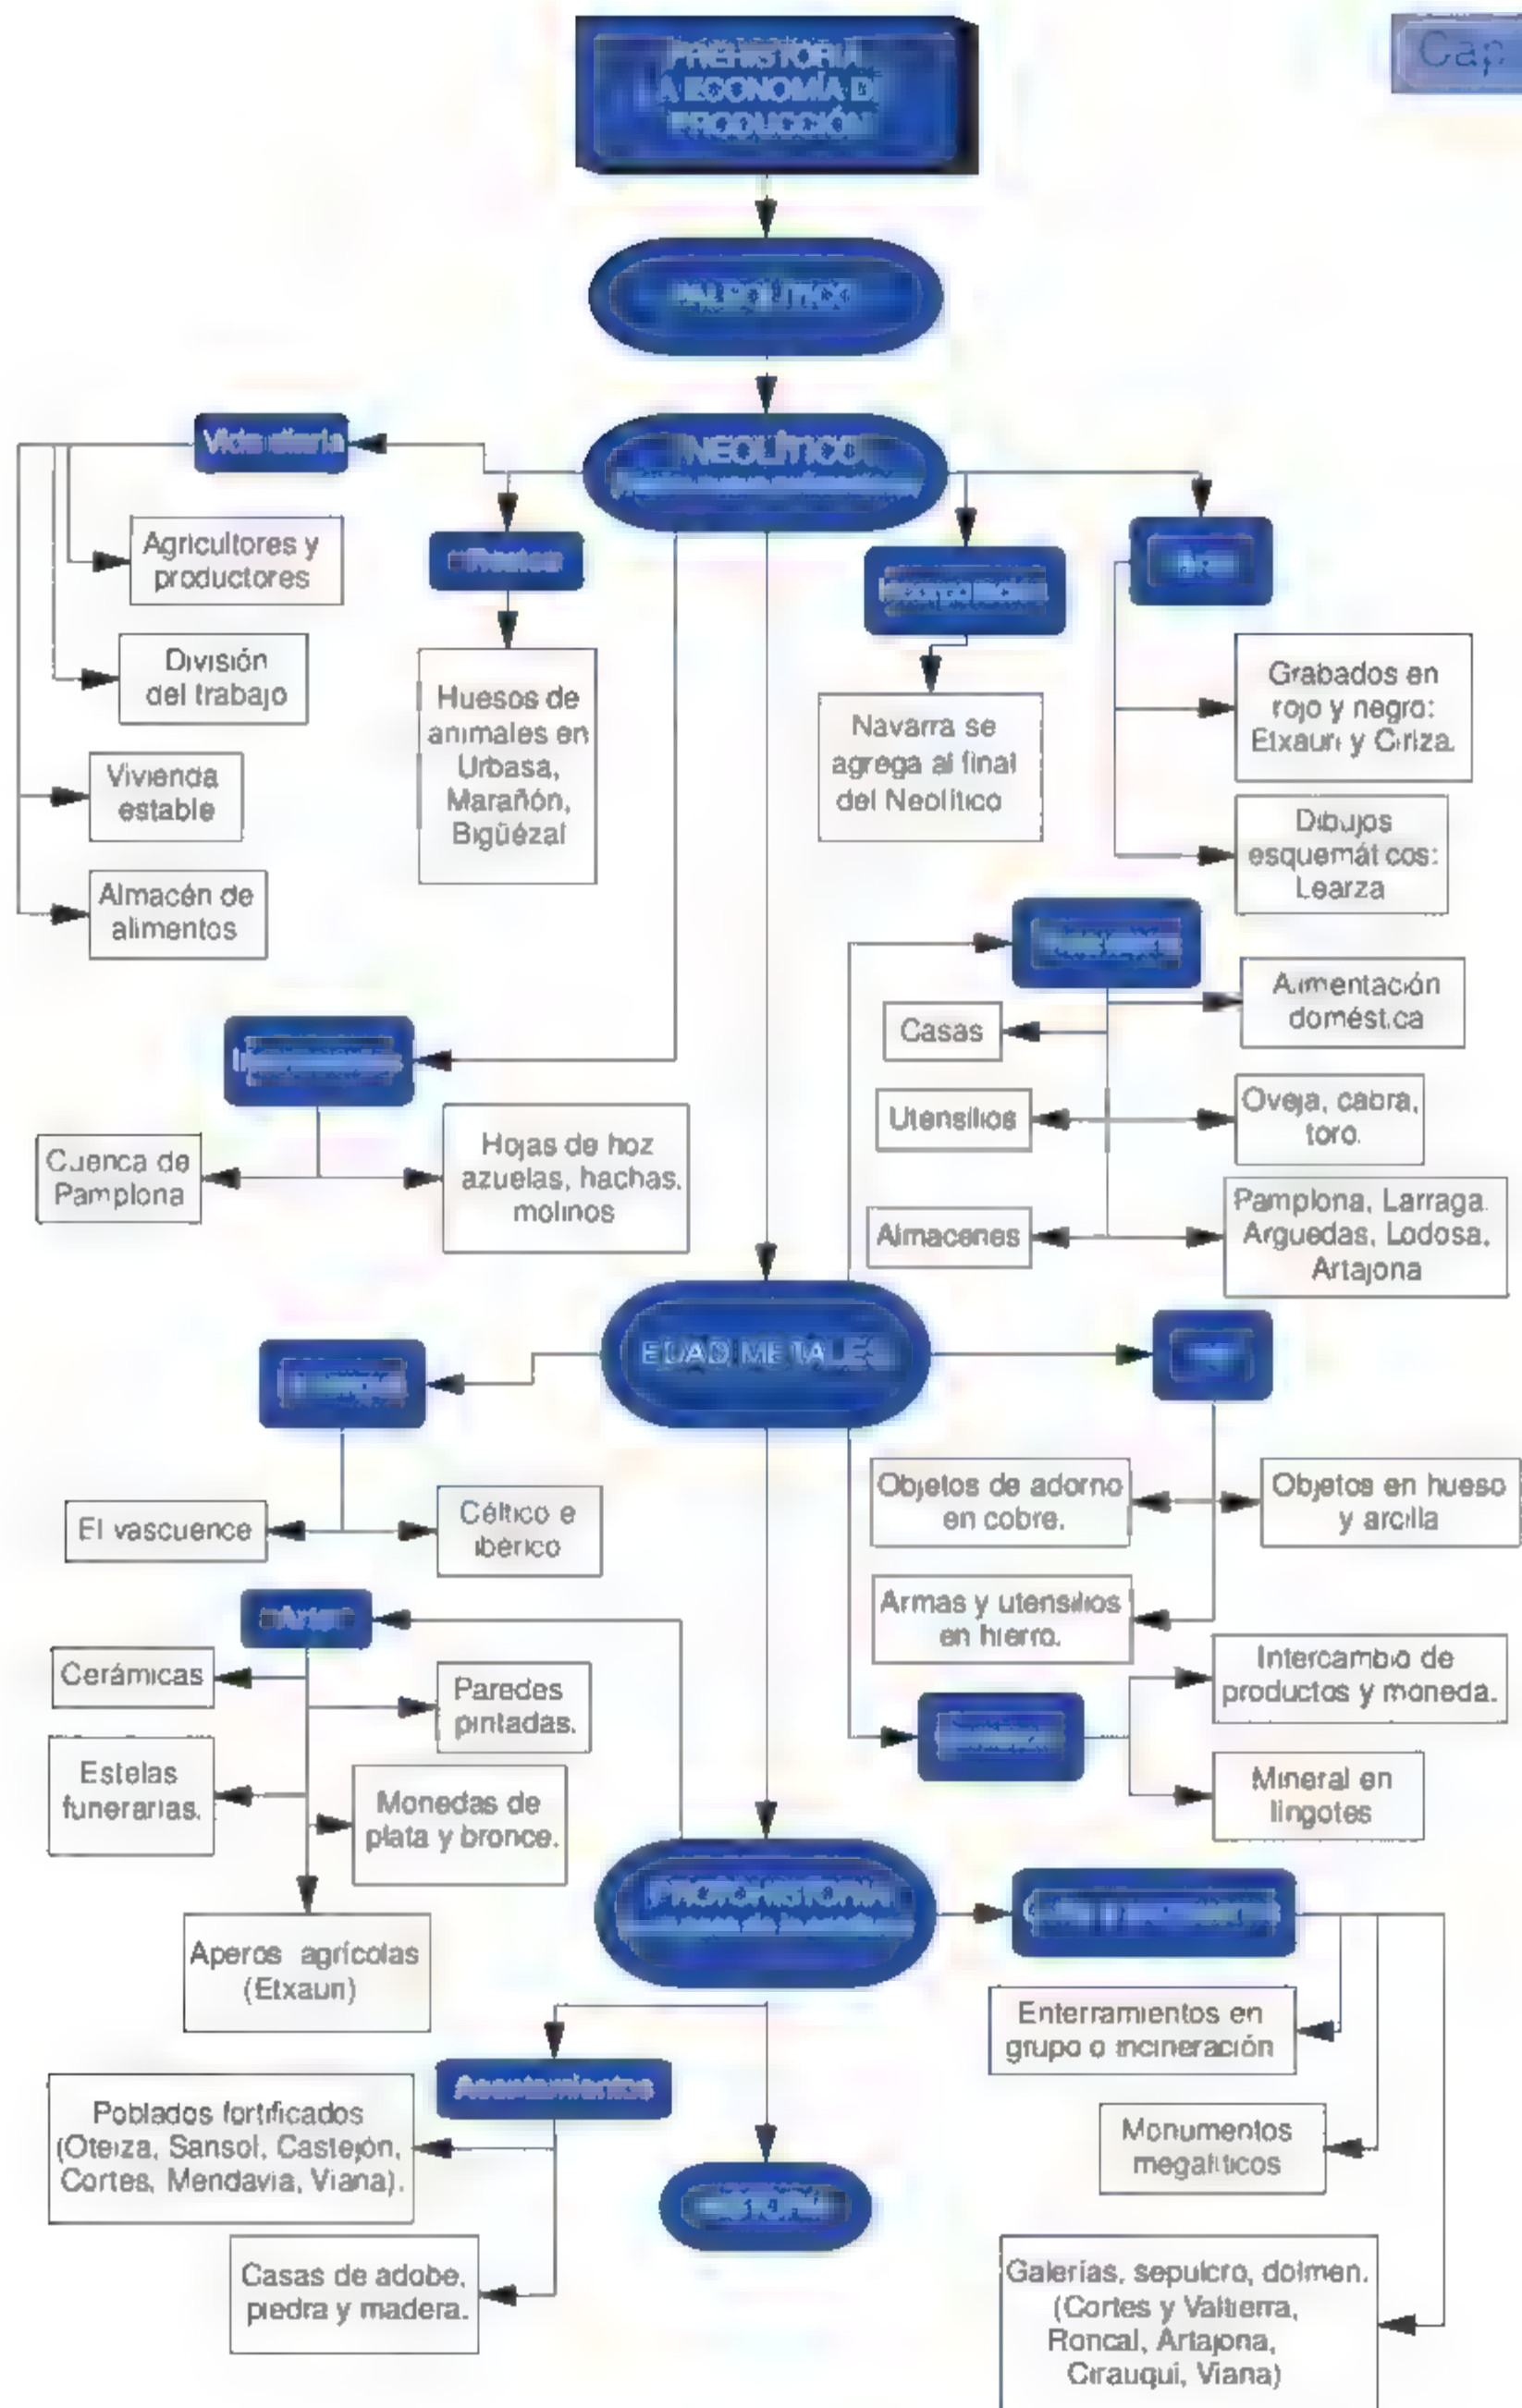 PREHISTORIA
A ECONOMÍA DE
PRODUCCIÓN
Cap
NEOLÍTICO
Vida diaria
Agricultores y
productores
División
del trabajo
Vivienda
estable
Almacén de
alimentos
Huesos de
animales en
Urbasa,
Marañón,
Bigüézal
Navarra se
agrega al final
del Neolítico
Grabados en
rojo y negro:
Etxauri y Ciriza.
Dibujos
esquemáticos:
Learza
Casas
Alimentación
doméstica
Utensilios
Oveja, cabra,
toro.
Almacenes
Pamplona, Larraga.
Arguedas, Lodosa,
Artajona
Cuenca de
Pamplona
Hojas de hoz
azuelas, hachas,
molinos
EDAD METALES
El vascuence
Céltico e
ibérico
Objetos de adorno
en cobre.
Objetos en hueso
y arcilla
Armas y utensilios
en hierro.
Intercambio de
productos y moneda.
Mineral en
lingotes
Cerámicas
Paredes
pintadas.
Estelas
funerarias.
Monedas de
plata y bronce.
Aperos agrícolas
(Etxauri)
PROTOHISTORIA
Enterramientos en
grupo o incineración
Monumentos
megalíticos
Galerías, sepulcro, dolmen.
(Cortes y Valtierra,
Roncal, Artajona,
Cirauqui, Viana)
Asentamientos
Poblados fortificados
(Oteiza, Sansol, Castejón,
Cortes, Mendavia, Viana).
Casas de adobe,
piedra y madera.